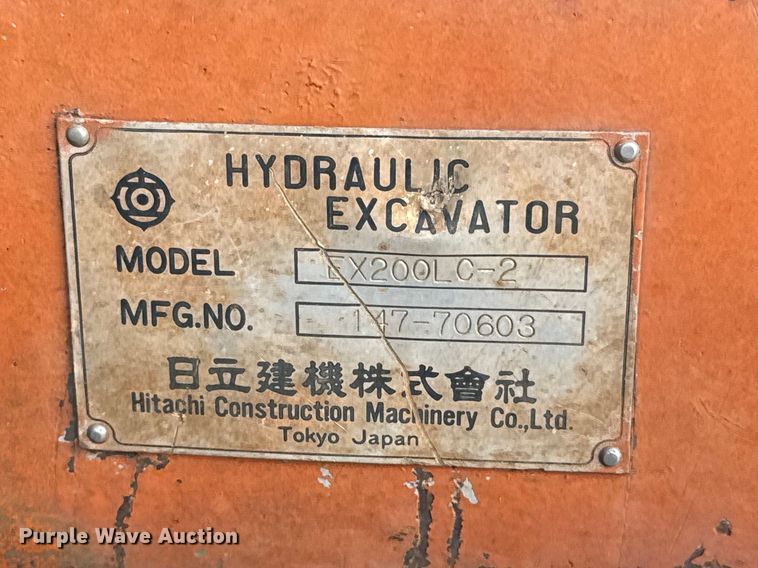 HYDRAULIC
EXCAVATOR
MODEL EX200LC-2
MFG.NO. 147-70603
日立建機株式會社
Hitachi Construction Machinery Co.,Ltd.
Tokyo Japan
Purple Wave Auction